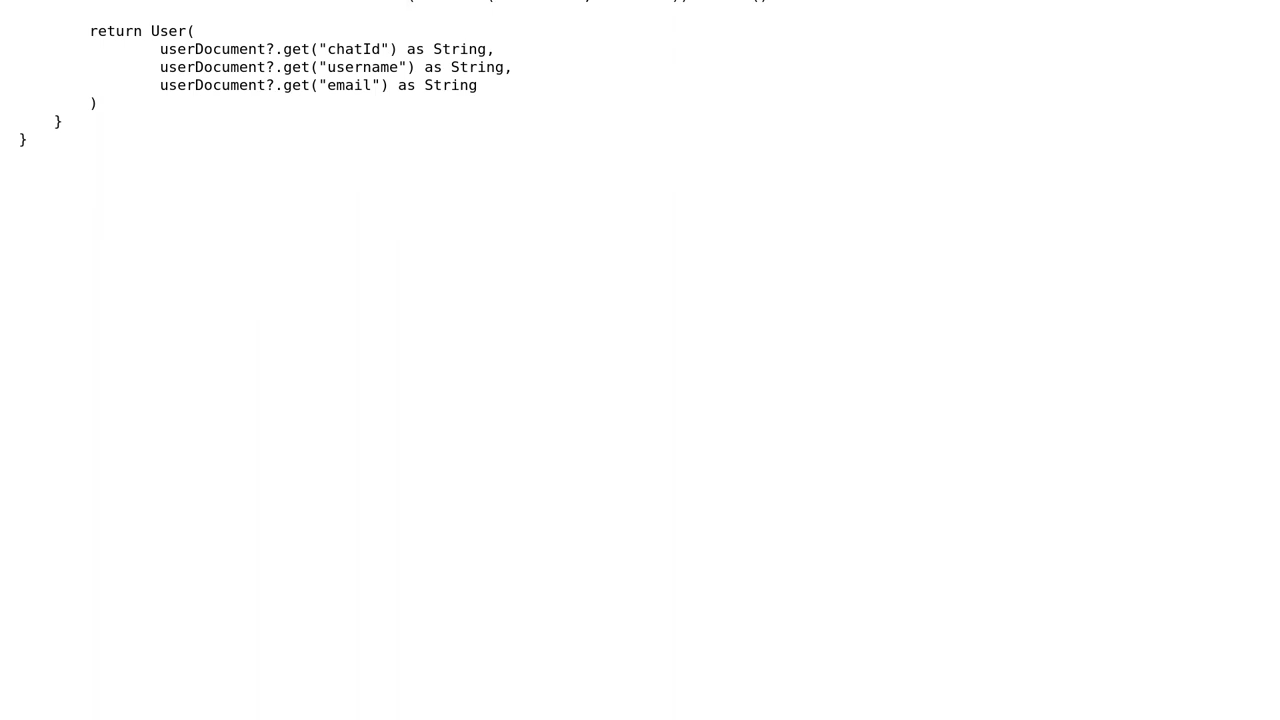 return User(
userDocument?.get("chatId") as String,
userDocument?.get("username") as String,
userDocument?.get("email") as String
)
}
}